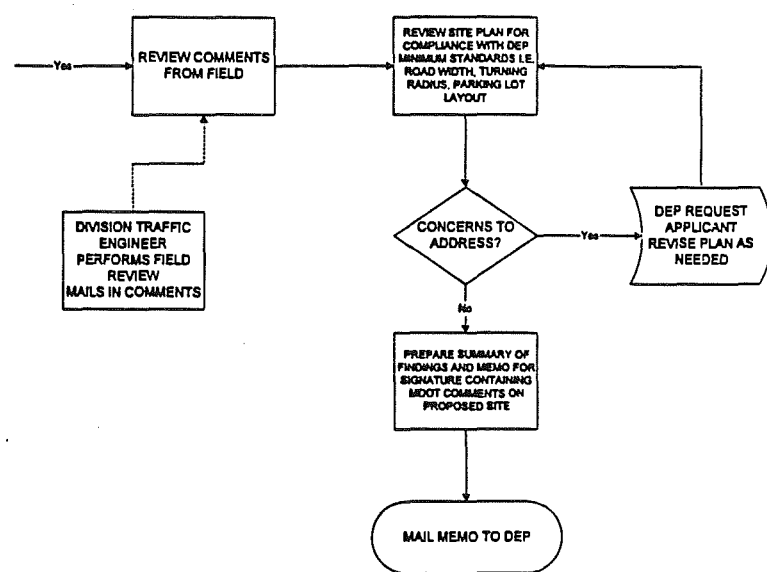 Yes
REVIEW COMMENTS
FROM FIELD
REVIEW SITE PLAN FOR
COMPLIANCE WITH DEP
MINIMUM STANDARDS I.E.
ROAD WIDTH, TURNING
RADIUS, PARKING LOT
LAYOUT
DIVISION TRAFFIC
ENGINEER
PERFORMS FIELD
REVIEW
MAILS IN COMMENTS
CONCERNS TO
ADDRESS?
Yes
DEP REQUEST
APPLICANT
REVISE PLAN AS
NEEDED
No
PREPARE SUMMARY OF
FINDINGS AND MEMO FOR
SIGNATURE CONTAINING
MDOT COMMENTS ON
PROPOSED SITE
MAIL MEMO TO DEP